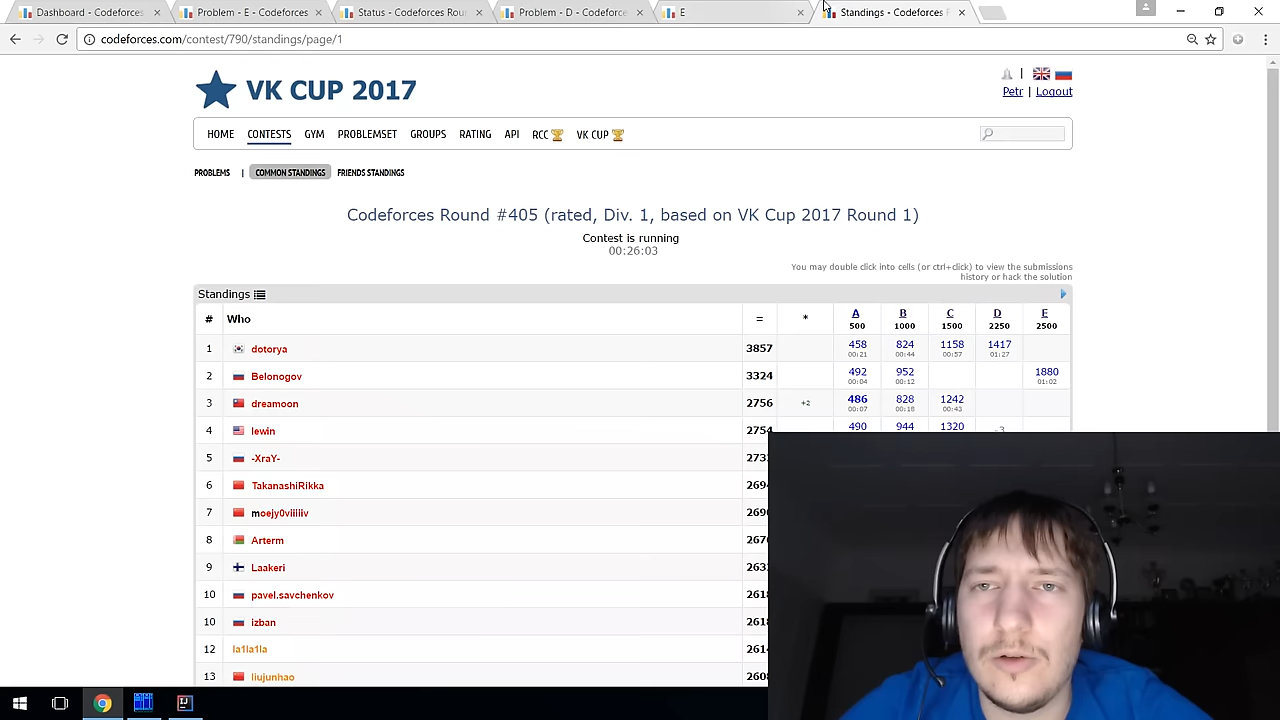 Dashboard - Codeforces
Problem - E - Codeforces
Status - Codeforces Rou
Problem - D - Codeforce
E
Standings - Codeforces
codeforces.com/contest/790/standings/page/1
VK CUP 2017
Petr | Logout
HOME CONTESTS GYM PROBLEMSET GROUPS RATING API RCC VK CUP
PROBLEMS | COMMON STANDINGS FRIENDS STANDINGS
Codeforces Round #405 (rated, Div. 1, based on VK Cup 2017 Round 1)
Contest is running
00:26:03
You may double click into cells (or ctrl+click) to view the submissions
history or hack the solution
Standings
# Who = * A B C D E
500 1000 1500 2250 2500
1 dotorya 3857 458 824 1158 1417
00:21 00:44 00:57 01:27
2 Belonogov 3324 492 952 1880
00:04 00:12 01:02
3 dreamoon 2756 +2 486 828 1242
00:07 00:18 00:43
4 lewin 2754 490 944 1320 -3
5 -XraY-
6 TakanashiRikka
7 moejy0viiiiiv
8 Arterm
9 Laakeri
10 pavel.savchenkov
10 izban
12 la1la1la
13 liujunhao